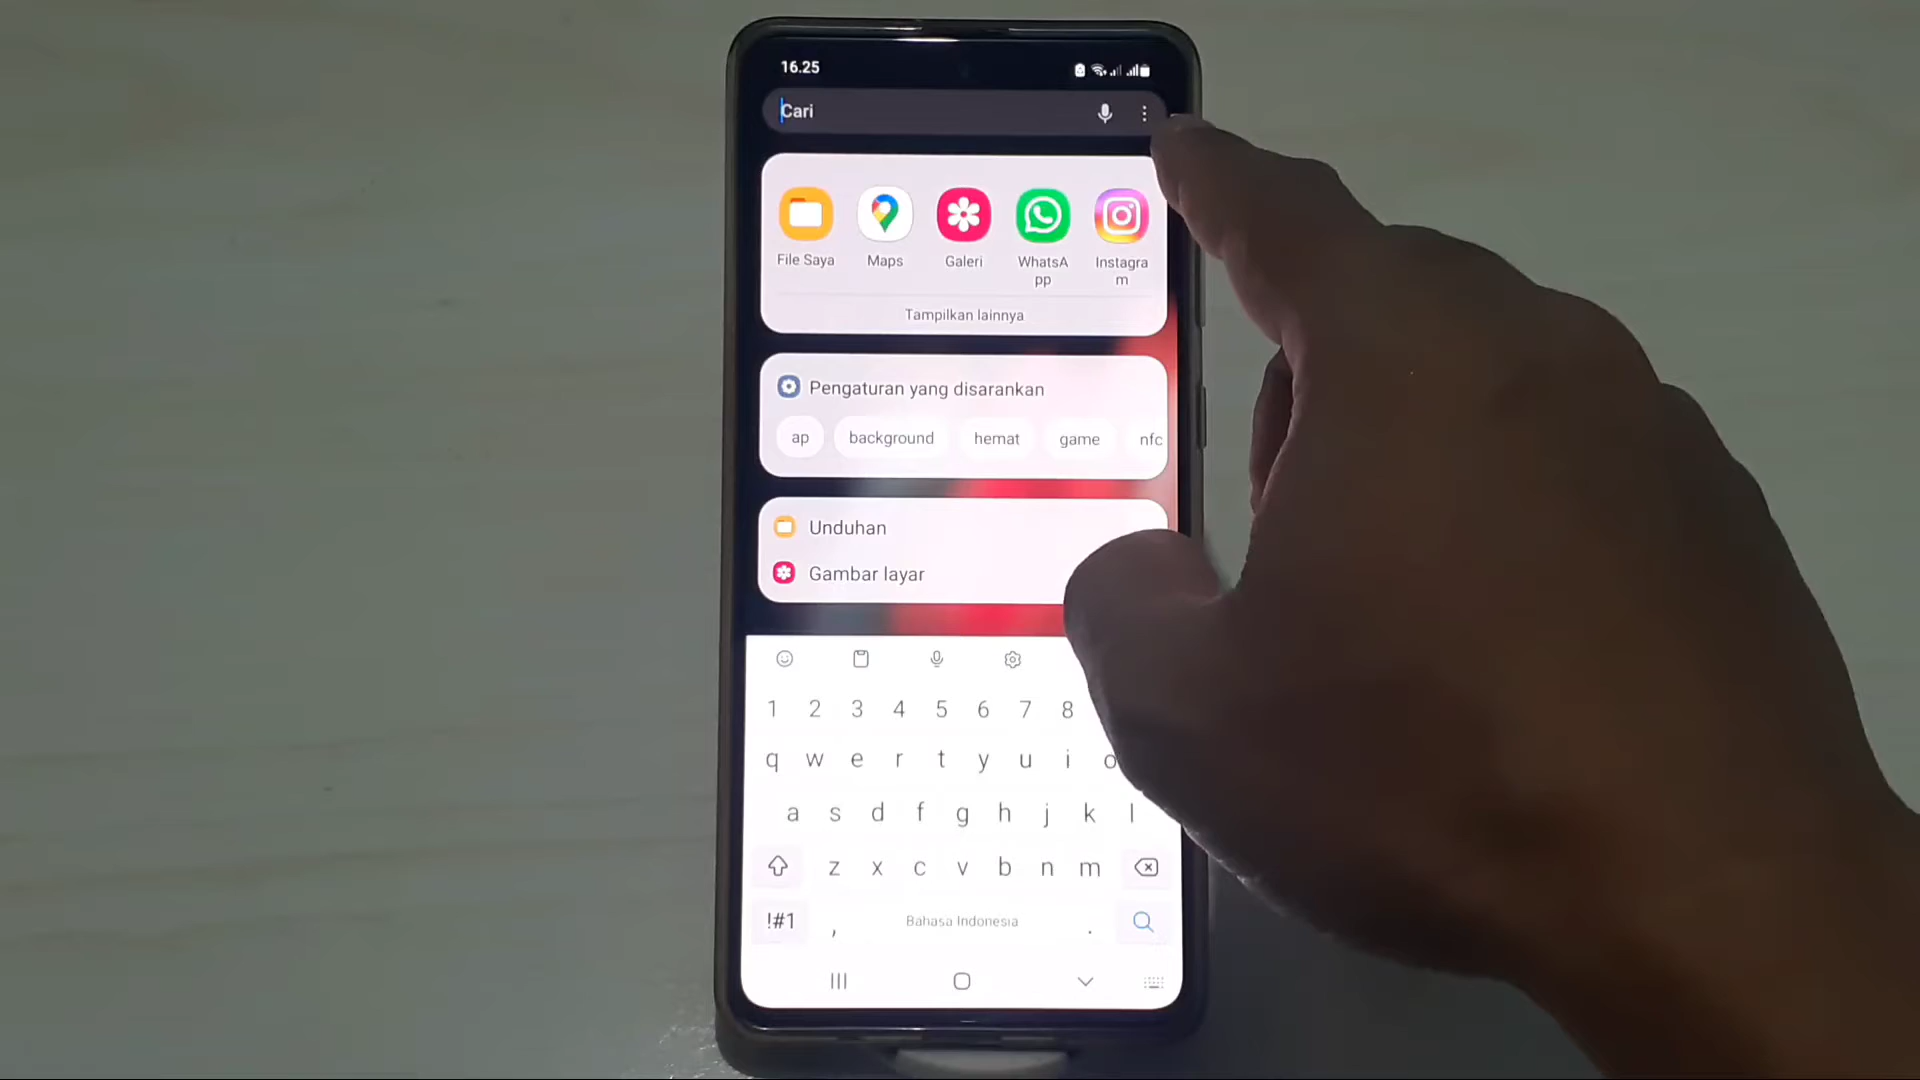 16.25
Cari
File Saya
Maps
Galeri
WhatsA
pp
Instagra
m
Tampilkan lainnya
Pengaturan yang disarankan
ap background hemat game nfc
Unduhan
Gambar layar
1 2 3 4 5 6 7 8
q w e r t y u i o
a s d f g h j k l
z x c v b n m
!#1 , Bahasa Indonesia .